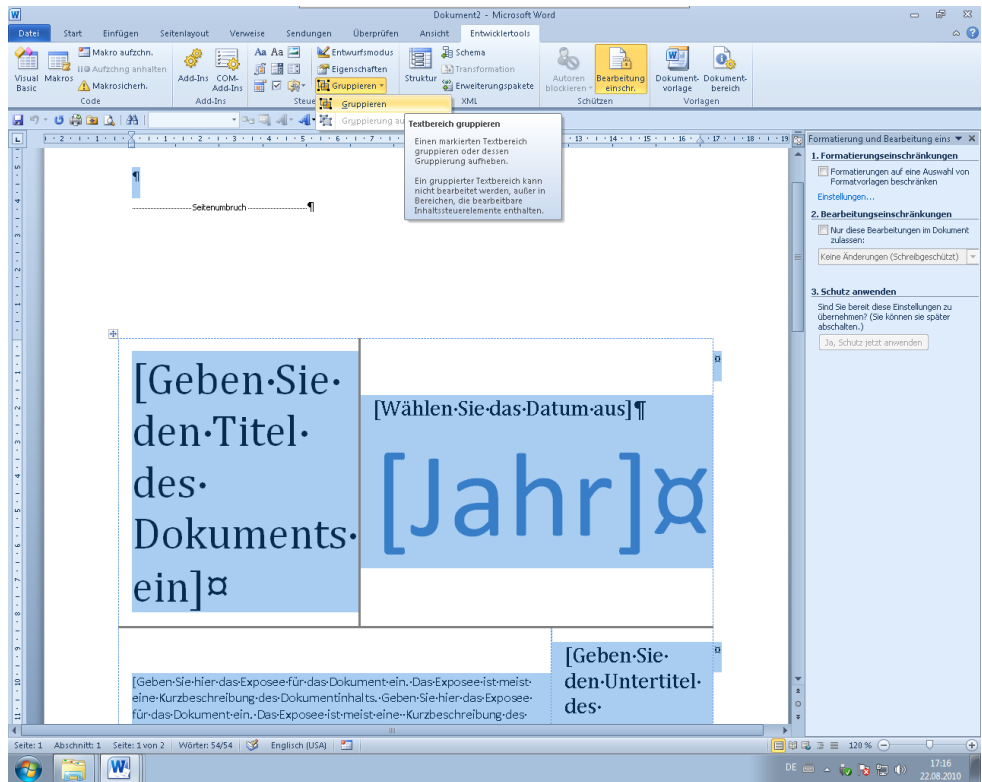 Dokument2 - Microsoft Word
Datei Start Einfügen Seitenlayout Verweise Sendungen Überprüfen Ansicht Entwicklertools
Visual Basic
Makros
Makro aufzchn.
Aufzchng anhalten
Makrosicherh.
Code
Add-Ins
COM-Add-Ins
Add-Ins
Aa Aa
Entwurfsmodus
Eigenschaften
Gruppieren
Steue
Struktur
Schema
Transformation
Erweiterungspakete
XML
Autoren blockieren
Bearbeitung einschr.
Schützen
Dokument-vorlage
Dokument-bereich
Vorlagen
Gruppieren
Gruppierung au
Textbereich gruppieren
Einen markierten Textbereich
gruppieren oder dessen
Gruppierung aufheben.
Ein gruppierter Textbereich kann
nicht bearbeitet werden, außer in
Bereichen, die bearbeitbare
Inhaltssteuerelemente enthalten.
¶
Seitenumbruch¶
[Geben·Sie·
den·Titel·
des·
Dokuments·
ein]¤
[Wählen·Sie·das·Datum·aus]¶
[Jahr]¤
[Geben·Sie·hier·das·Exposee·für·das·Dokument·ein.·Das·Exposee·ist·meist·
eine·Kurzbeschreibung·des·Dokumentinhalts.·Geben·Sie·hier·das·Exposee·
für·das·Dokument·ein.·Das·Exposee·ist·meist·eine·Kurzbeschreibung·des·
[Geben·Sie·
den·Untertitel·
des·
Formatierung und Bearbeitung eins
1. Formatierungseinschränkungen
Formatierungen auf eine Auswahl von
Formatvorlagen beschränken
Einstellungen...
2. Bearbeitungseinschränkungen
Nur diese Bearbeitungen im Dokument
zulassen:
Keine Änderungen (Schreibgeschützt)
3. Schutz anwenden
Sind Sie bereit diese Einstellungen zu
übernehmen? (Sie können sie später
abschalten.)
Ja, Schutz jetzt anwenden
Seite: 1 Abschnitt: 1 Seite: 1 von 2 Wörter: 54/54 Englisch (USA) 120 %
DE
17:16
22.08.2010